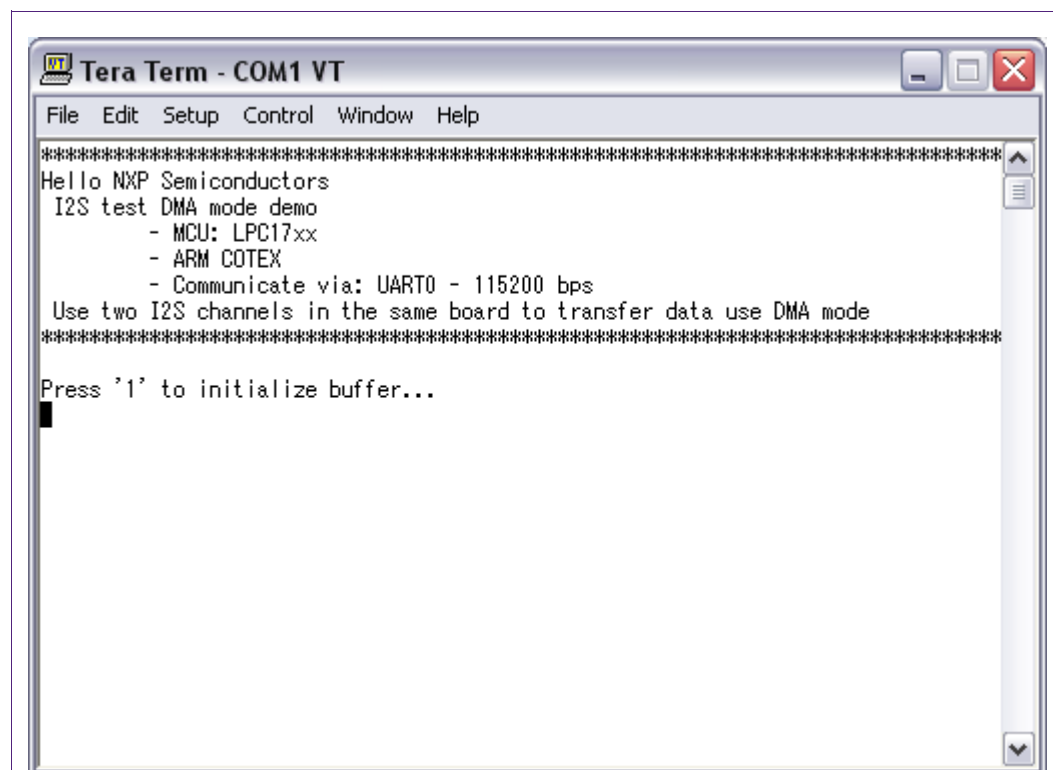 Tera Term - COM1 VT
File Edit Setup Control Window Help
********************************************************************************
Hello NXP Semiconductors
I2S test DMA mode demo
- MCU: LPC17xx
- ARM COTEX
- Communicate via: UART0 - 115200 bps
Use two I2S channels in the same board to transfer data use DMA mode
********************************************************************************
Press '1' to initialize buffer...